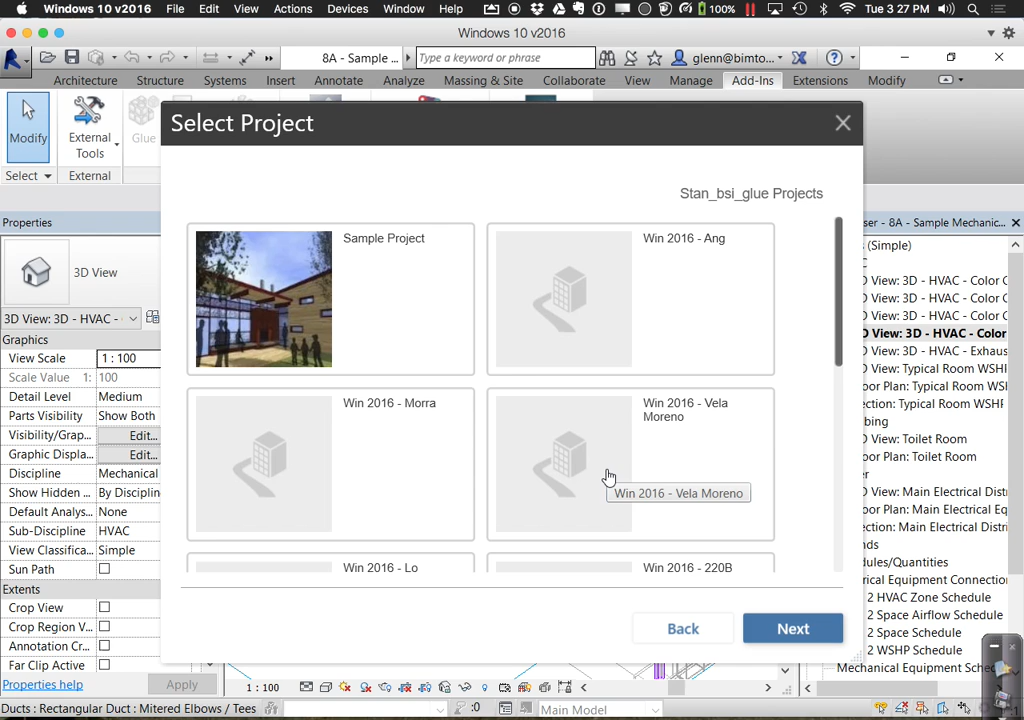 Windows 10 v2016 File Edit View Actions Devices Window Help 100% Tue 3 27 PM
Windows 10 v2016
8A - Sample ... Type a keyword or phrase glenn@bimto...
Architecture Structure Systems Insert Annotate Analyze Massing & Site Collaborate View Manage Add-Ins Extensions Modify
Modify
External Tools
Glue
Select External
Select Project
Stan_bsi_glue Projects
Sample Project
Win 2016 - Ang
Win 2016 - Morra
Win 2016 - Vela
Moreno
Win 2016 - Vela Moreno
Win 2016 - Lo
Win 2016 - 220B
Back
Next
Properties
3D View
3D View: 3D - HVAC -
Graphics
View Scale 1 : 100
Scale Value 1: 100
Detail Level Medium
Parts Visibility Show Both
Visibility/Grap... Edit...
Graphic Displa... Edit...
Discipline Mechanical
Show Hidden ... By Disciplin
Default Analys... None
Sub-Discipline HVAC
View Classifica... Simple
Sun Path
Extents
Crop View
Crop Region V...
Annotation Cr...
Far Clip Active
Properties help Apply
ser - 8A - Sample Mechanic...
(Simple)
View: 3D - HVAC - Color
View: 3D - HVAC - Color
View: 3D - HVAC - Color
View: 3D - HVAC - Color
View: 3D - HVAC - Exhaus
View: Typical Room WSHI
oor Plan: Typical Room WSI
ection: Typical Room WSHF
bing
View: Toilet Room
oor Plan: Toilet Room
r
View: Main Electrical Dist
oor Plan: Main Electrical Eq
ection: Main Electrical Distri
nds
dules/Quantities
rical Equipment Connectio
2 HVAC Zone Schedule
2 Space Airflow Schedule
2 Space Schedule
2 WSHP Schedule
Mechanical Equipment Sche
1 : 100
Ducts : Rectangular Duct : Mitered Elbows / Tees :0 Main Model